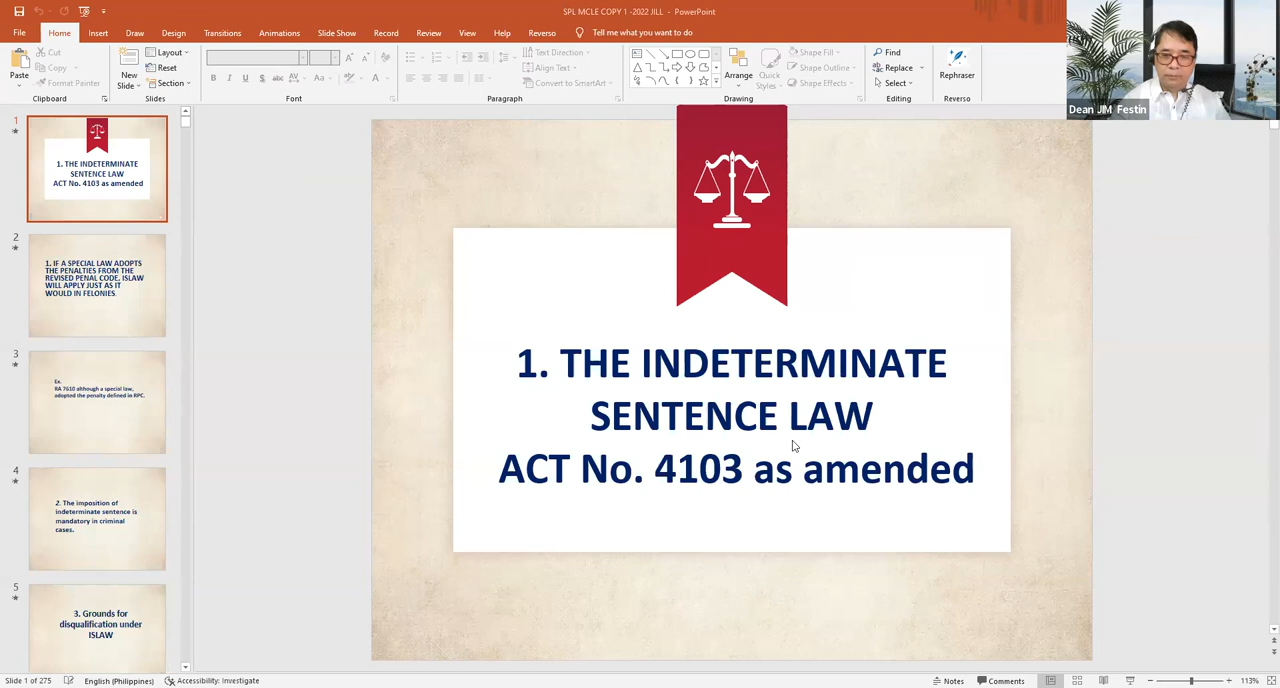 SPL MCLE COPY 1 -2022 JILL - PowerPoint
File Home Insert Draw Design Transitions Animations Slide Show Record Review View Help Reverso Tell me what you want to do
Cut
Copy
Format Painter
Paste
Clipboard
New
Slide
Layout
Reset
Section
Slides
Font
Text Direction
Align Text
Convert to SmartArt
Paragraph
Arrange
Quick
Styles
Shape Fill
Shape Outline
Shape Effects
Drawing
Find
Replace
Select
Editing
Rephraser
Reverso
Dean JIM Festin
1
1. THE INDETERMINATE
SENTENCE LAW
ACT No. 4103 as amended
2
1. IF A SPECIAL LAW ADOPTS
THE PENALTIES FROM THE
REVISED PENAL CODE, ISLAW
WILL APPLY JUST AS IT
WOULD IN FELONIES.
3
Ex.
RA 7610 although a special law,
adopted the penalty defined in RPC.
4
2. The imposition of
indeterminate sentence is
mandatory in criminal
cases.
5
3. Grounds for
disqualification under
ISLAW
1. THE INDETERMINATE
SENTENCE LAW
ACT No. 4103 as amended
Slide 1 of 275 English (Philippines) Accessibility: Investigate Notes Comments 113%